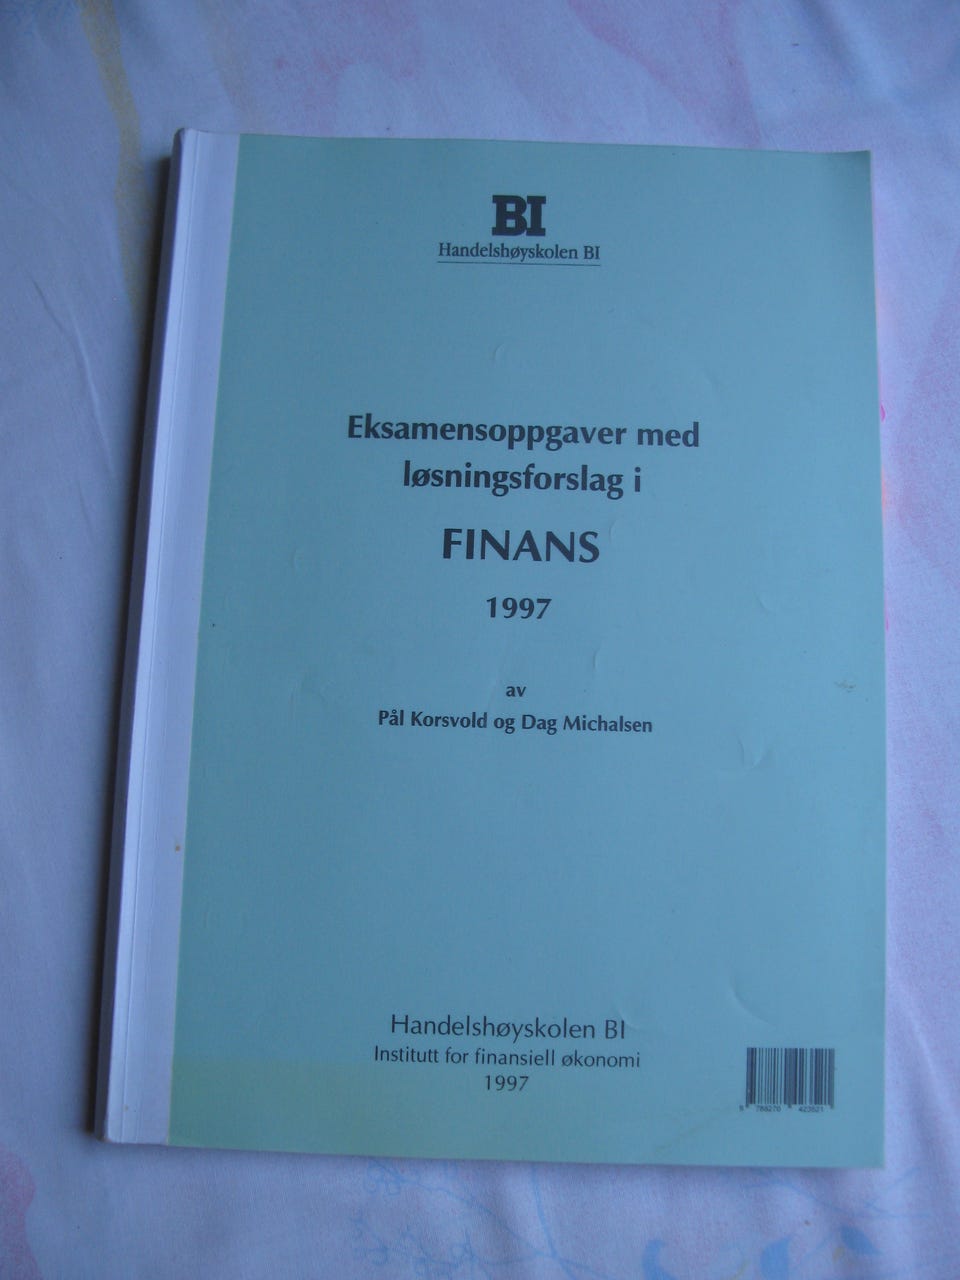 BI
Handelshøyskolen BI
Eksamensoppgaver med
løsningsforslag i
FINANS
1997
av
Pål Korsvold og Dag Michalsen
Handelshøyskolen BI
Institutt for finansiell økonomi
1997